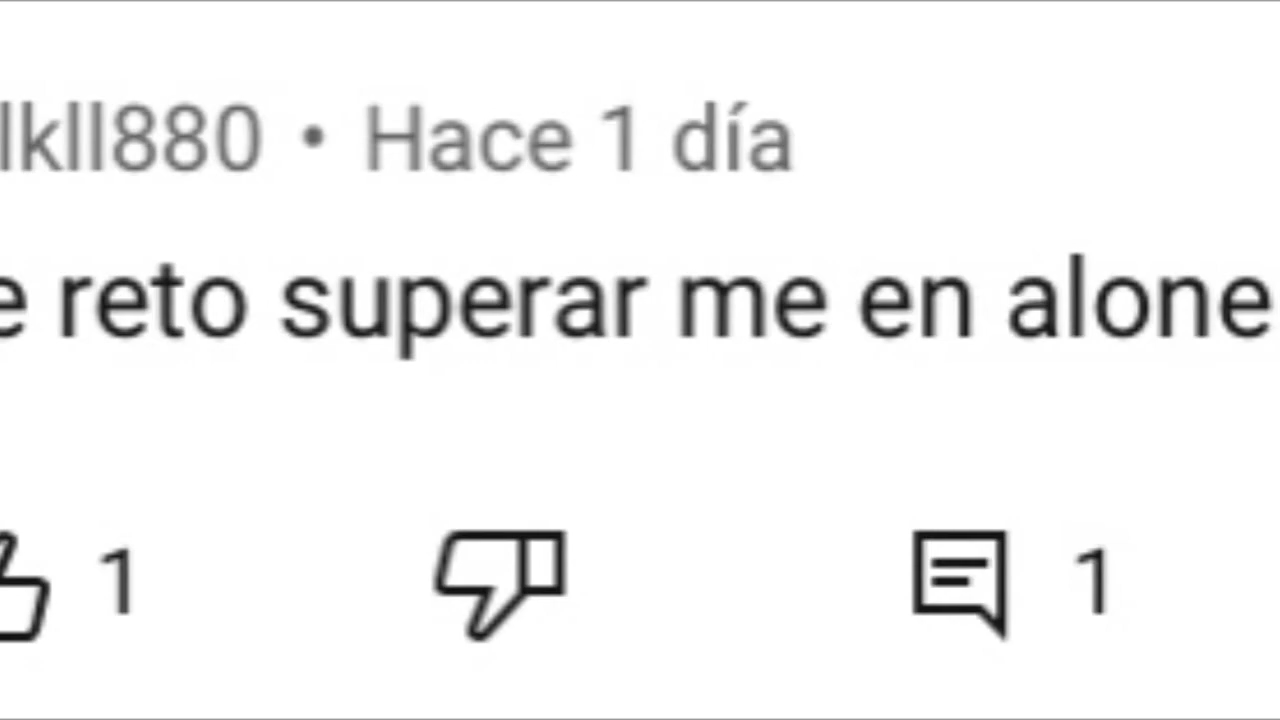 lkll880 • Hace 1 día
e reto superar me en alone
1 1